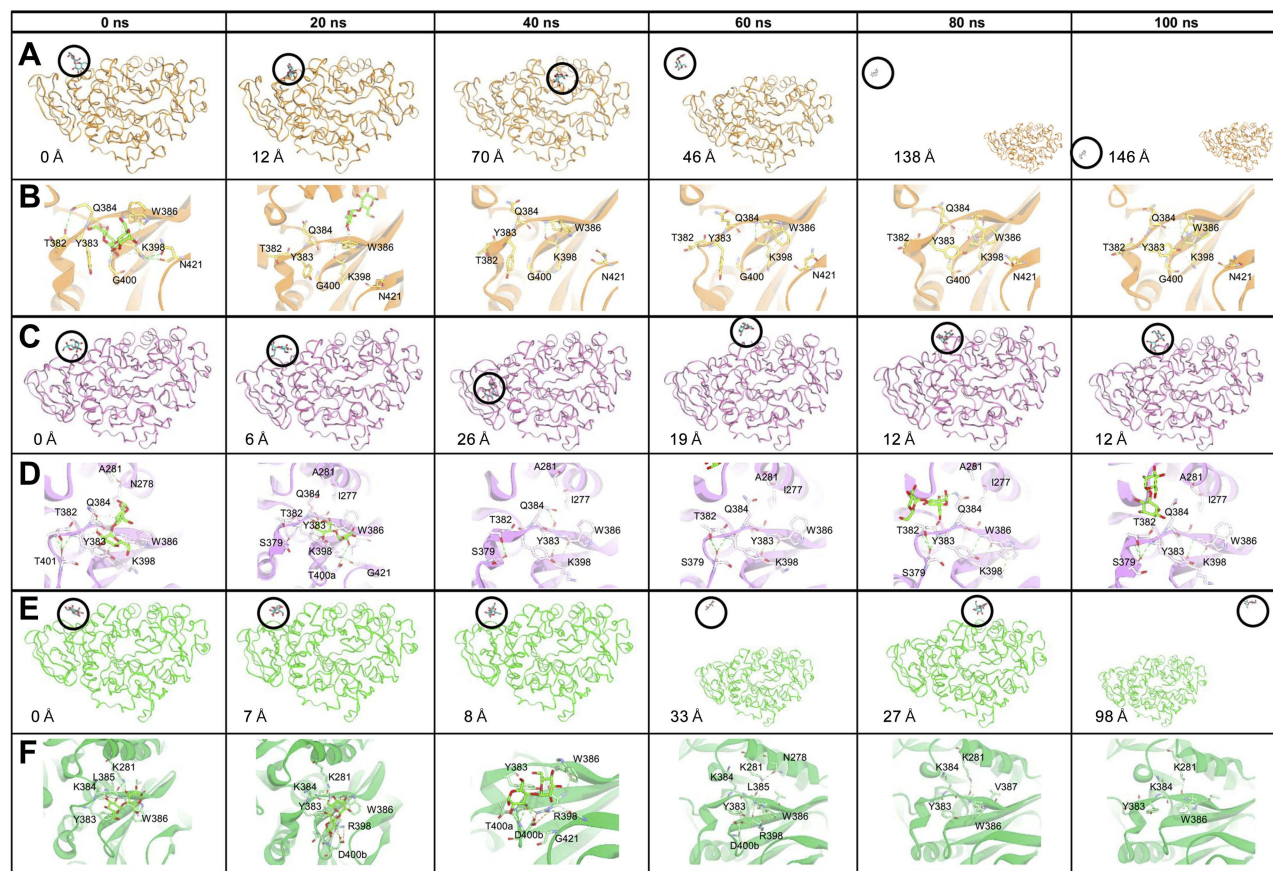 0 ns 20 ns 40 ns 60 ns 80 ns 100 ns
A
0 Å 12 Å 70 Å 46 Å 138 Å 146 Å
B
Q384 W386 T382 Y383 K398 G400 N421
Q384 T382 W386 Y383 K398 G400 N421
Q384 Y383 W386 T382 K398 N421
Q384 W386 T382 Y383 K398 G400 N421
Q384 Y383 W386 T382 K398 G400 N421
Q384 W386 T382 Y383 K398 G400 N421
C
0 Å 6 Å 26 Å 19 Å 12 Å 12 Å
D
A281 N278 Q384 T382 Y383 W386 T401 K398
A281 Q384 I277 T382 Y383 W386 S379 K398 T400a G421
A281 Q384 I277 T382 W386 Y383 S379 K398
A281 I277 Q384 T382 W386 Y383 S379 K398
A281 I277 Q384 T382 W386 Y383 S379 K398
A281 I277 Q384 T382 W386 Y383 K398 S379
E
0 Å 7 Å 8 Å 33 Å 27 Å 98 Å
F
K281 L385 K384 Y383 W386
K281 K384 Y383 W386 R398 D400b
W386 Y383 T400a D400b R398 G421
N278 K281 K384 L385 Y383 W386 R398 D400b
K281 K384 V387 Y383 W386
K281 K384 Y383 W386